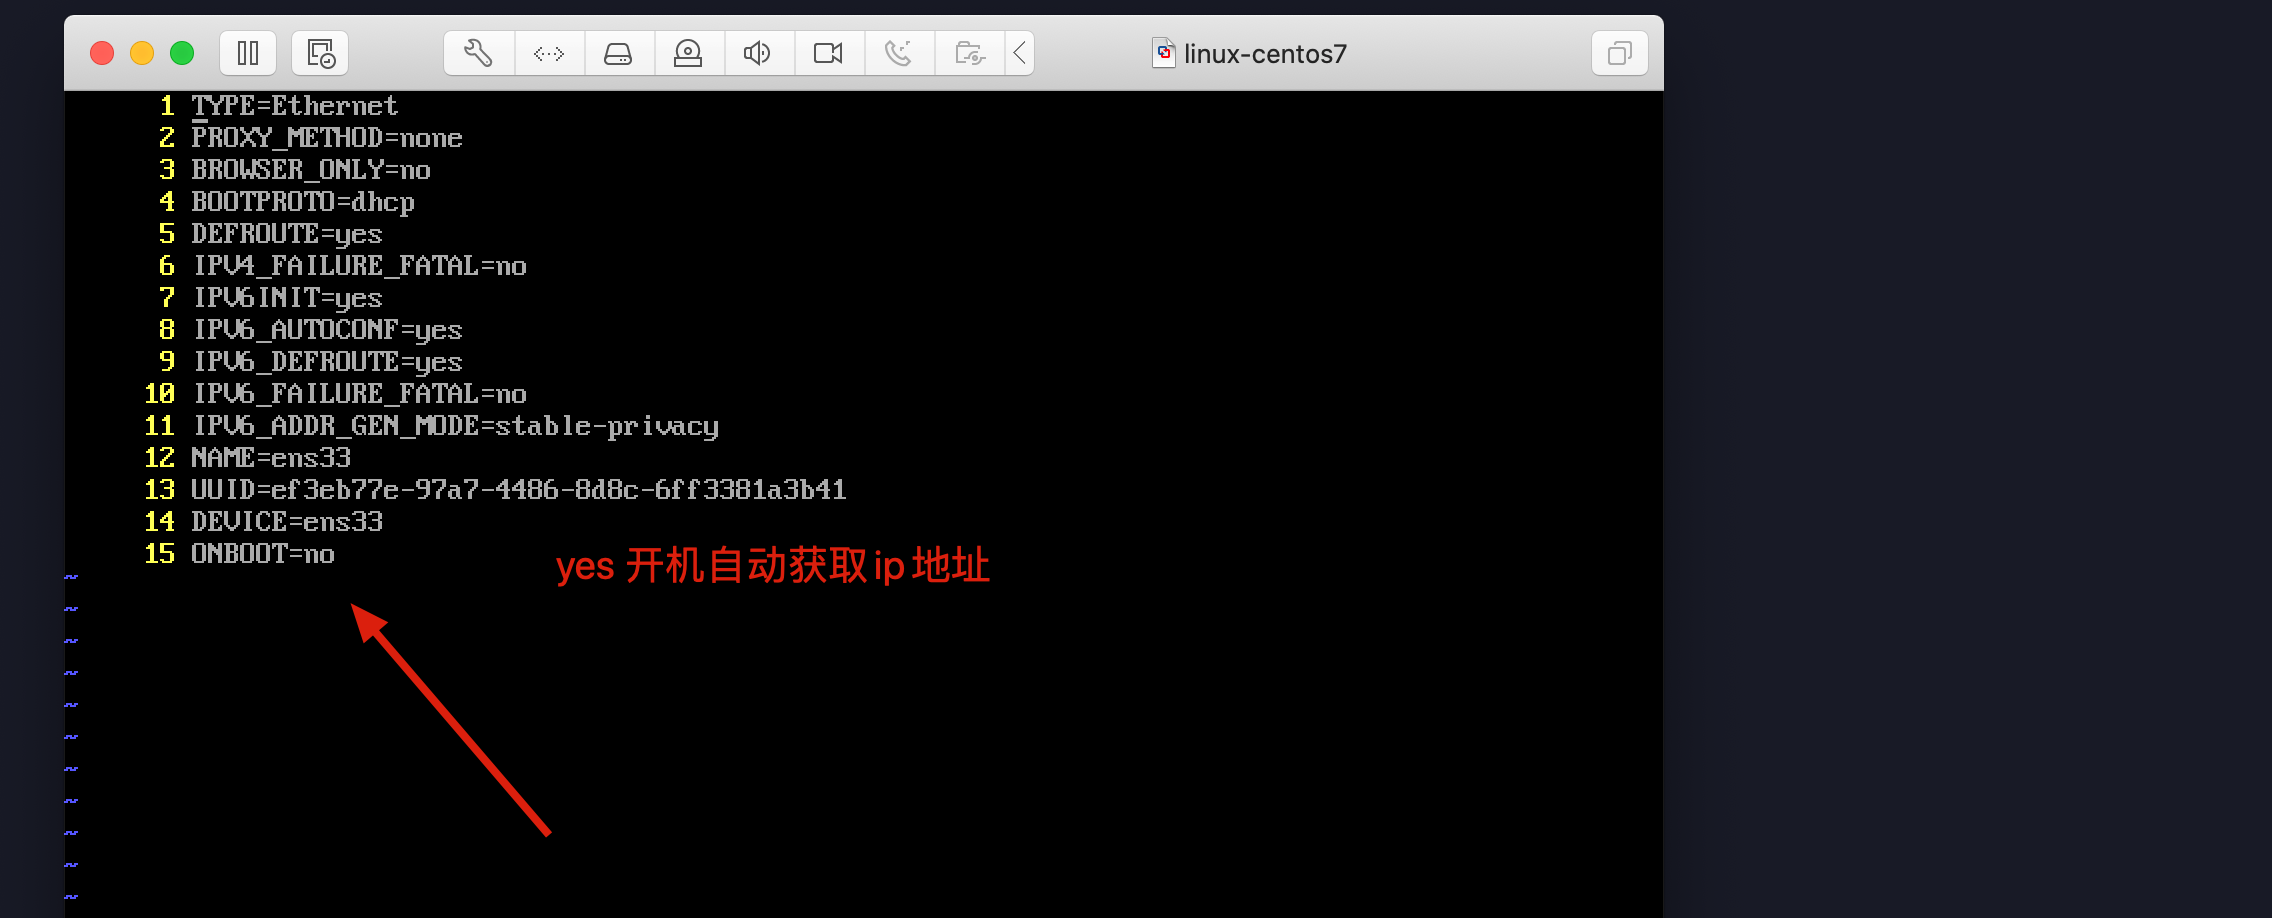 linux-centos7
1 TYPE=Ethernet
2 PROXY_METHOD=none
3 BROWSER_ONLY=no
4 BOOTPROTO=dhcp
5 DEFROUTE=yes
6 IPV4_FAILURE_FATAL=no
7 IPV6INIT=yes
8 IPV6_AUTOCONF=yes
9 IPV6_DEFROUTE=yes
10 IPV6_FAILURE_FATAL=no
11 IPV6_ADDR_GEN_MODE=stable-privacy
12 NAME=ens33
13 UUID=ef3eb77e-97a7-4486-8d8c-6ff3381a3b41
14 DEVICE=ens33
15 ONBOOT=no
yes 开机自动获取ip地址
~
~
~
~
~
~
~
~
~
~
~